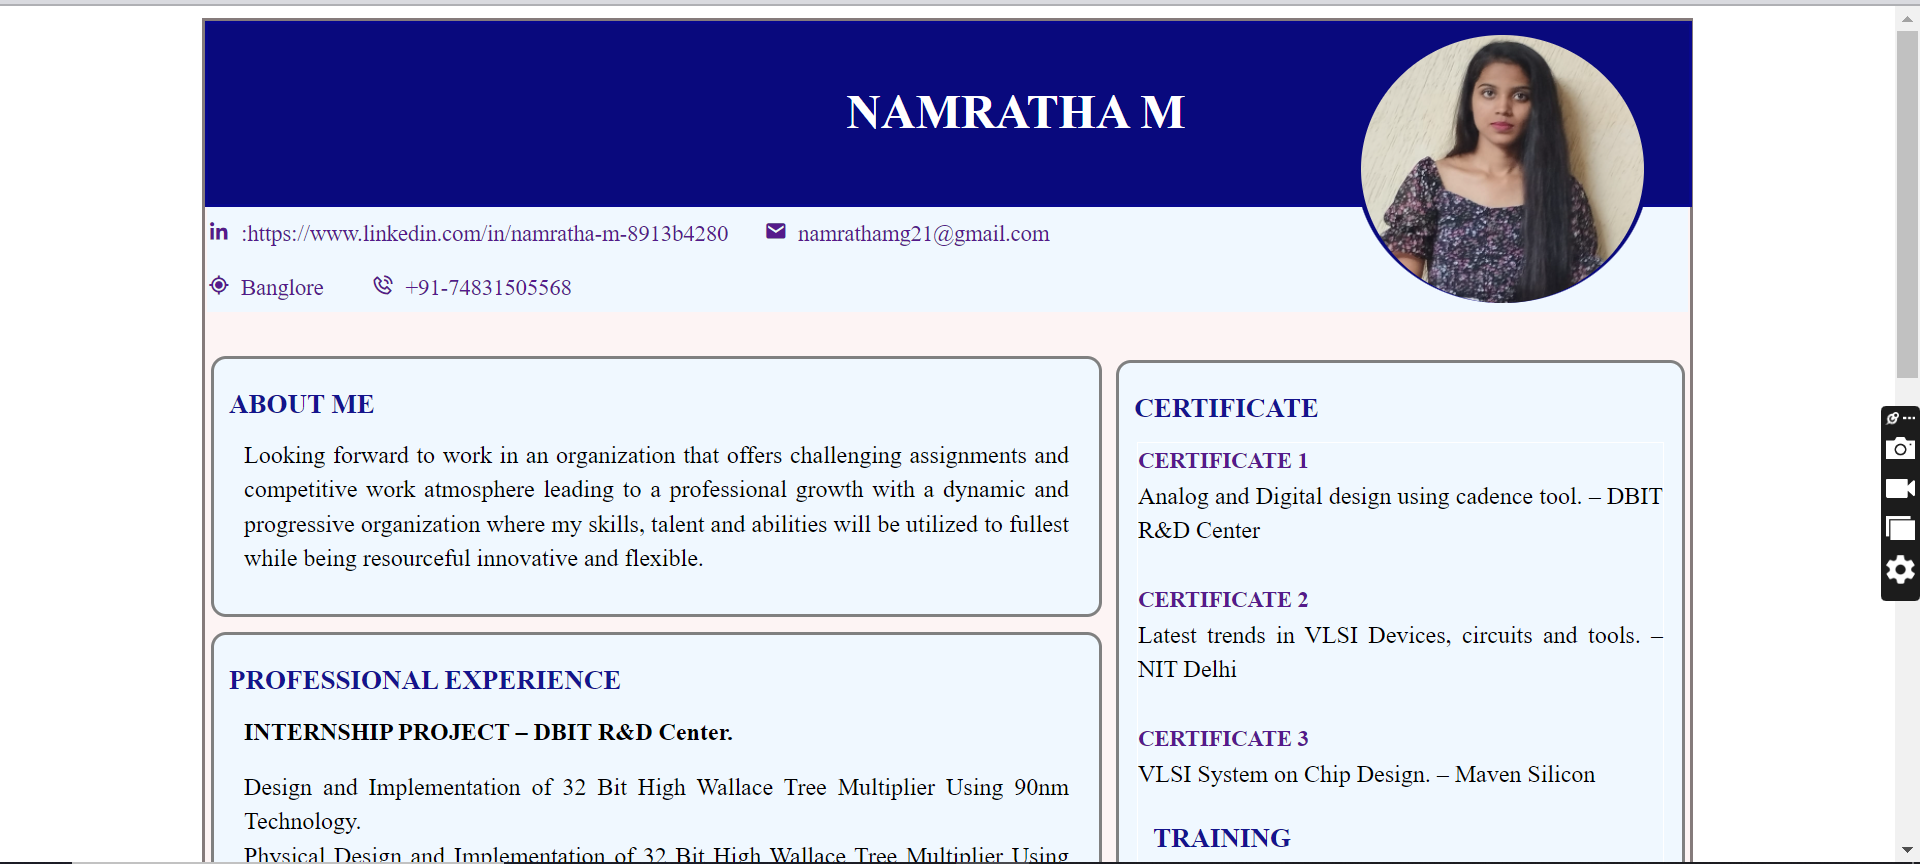 NAMRATHA M
:https://www.linkedin.com/in/namratha-m-8913b4280 namrathamg21@gmail.com
Banglore +91-74831505568
ABOUT ME
Looking forward to work in an organization that offers challenging assignments and
competitive work atmosphere leading to a professional growth with a dynamic and
progressive organization where my skills, talent and abilities will be utilized to fullest
while being resourceful innovative and flexible.
PROFESSIONAL EXPERIENCE
INTERNSHIP PROJECT – DBIT R&D Center.
Design and Implementation of 32 Bit High Wallace Tree Multiplier Using 90nm
Technology.
Physical Design and Implementation of 32 Bit High Wallace Tree Multiplier Using
CERTIFICATE
CERTIFICATE 1
Analog and Digital design using cadence tool. – DBIT
R&D Center
CERTIFICATE 2
Latest trends in VLSI Devices, circuits and tools. –
NIT Delhi
CERTIFICATE 3
VLSI System on Chip Design. – Maven Silicon
TRAINING